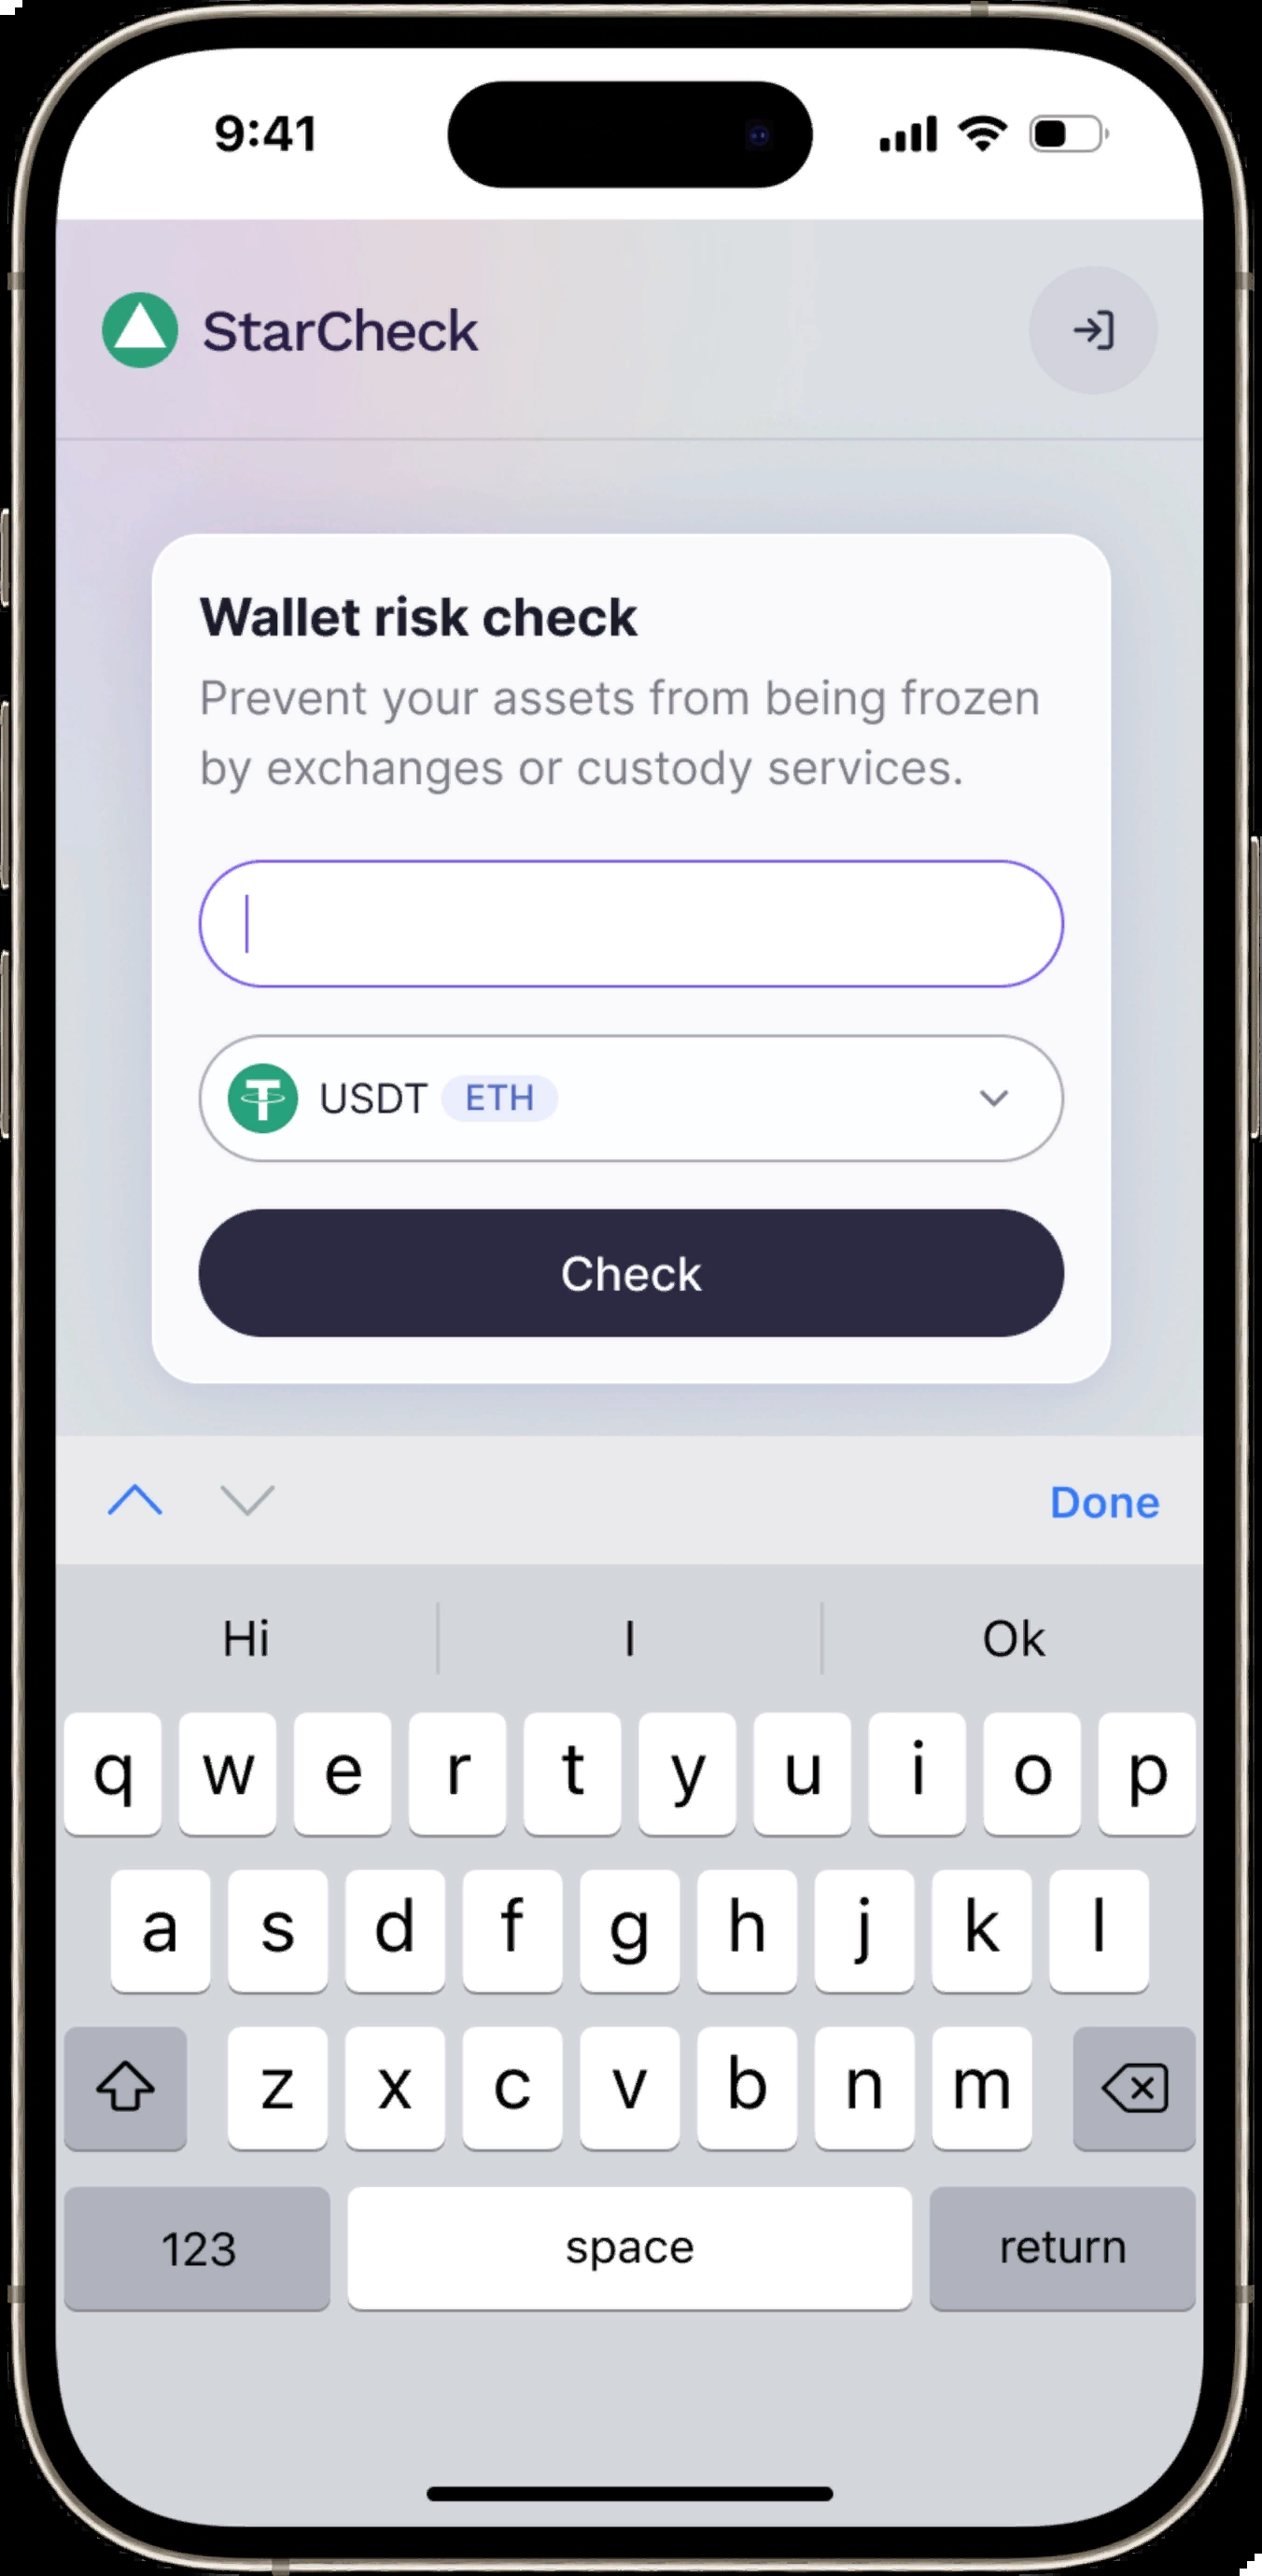 9:41
StarCheck
Wallet risk check
Prevent your assets from being frozen
by exchanges or custody services.
USDT ETH
Check
Done
Hi I Ok
q w e r t y u i o p
a s d f g h j k l
z x c v b n m
123 space return